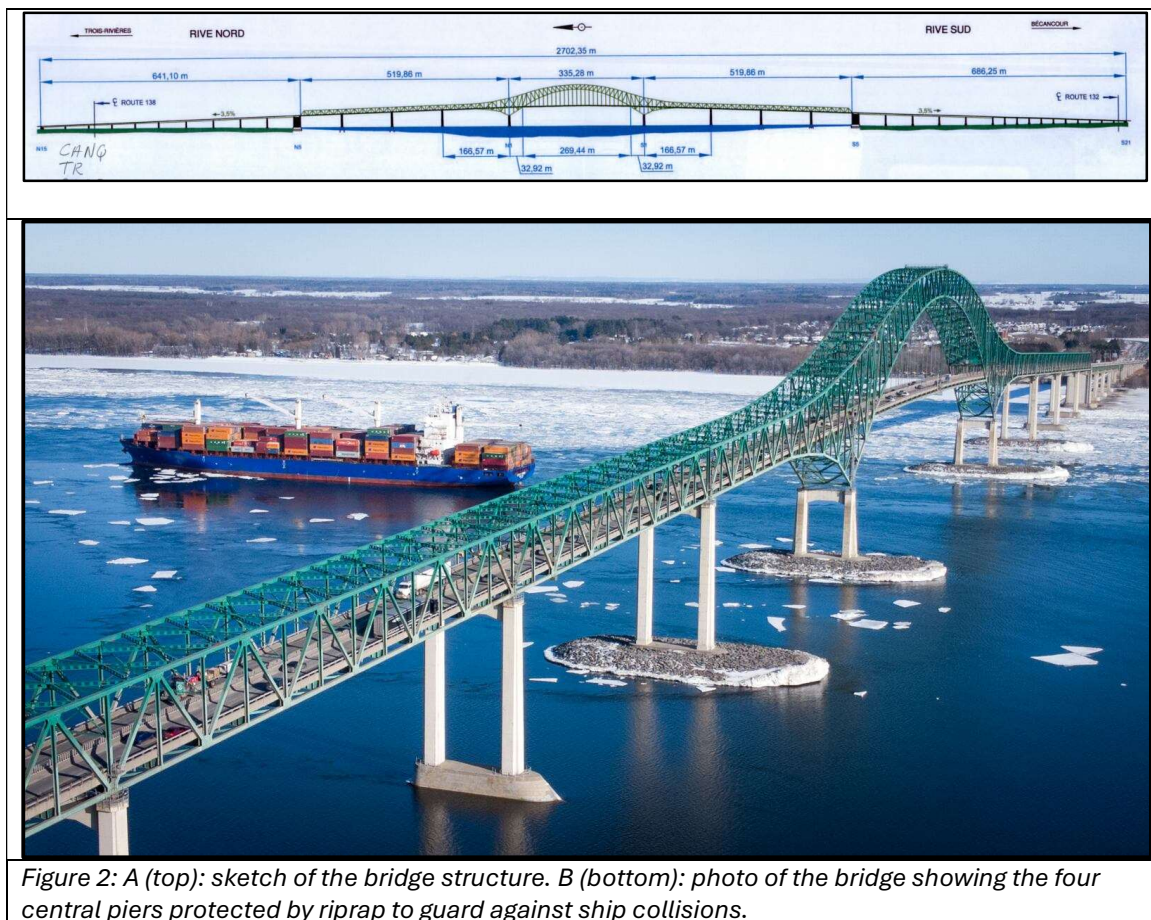 TROIS-RIVIÈRES RIVE NORD RIVE SUD BÉCANCOUR
2702,35 m
641,10 m 519,86 m 335,28 m 519,66 m 686,25 m
℄ ROUTE 138 ℄ ROUTE 132
3,5% 3,5%
N15 N5 S5 S21
CANQ
TR
166,57 m 269,44 m 166,57 m
32,92 m 32,92 m
Figure 2: A (top): sketch of the bridge structure. B (bottom): photo of the bridge showing the four
central piers protected by riprap to guard against ship collisions.